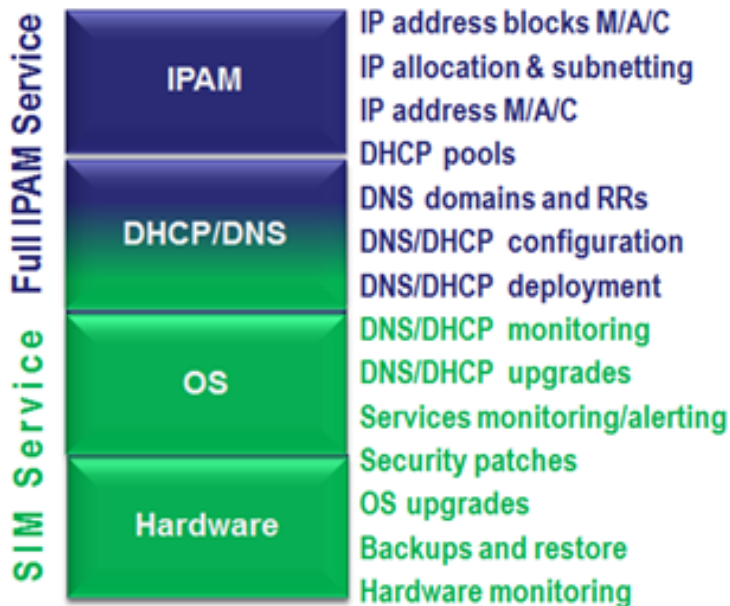 Full IPAM Service
SIM Service
IPAM
DHCP/DNS
OS
Hardware
IP address blocks M/A/C
IP allocation & subnetting
IP address M/A/C
DHCP pools
DNS domains and RRs
DNS/DHCP configuration
DNS/DHCP deployment
DNS/DHCP monitoring
DNS/DHCP upgrades
Services monitoring/alerting
Security patches
OS upgrades
Backups and restore
Hardware monitoring